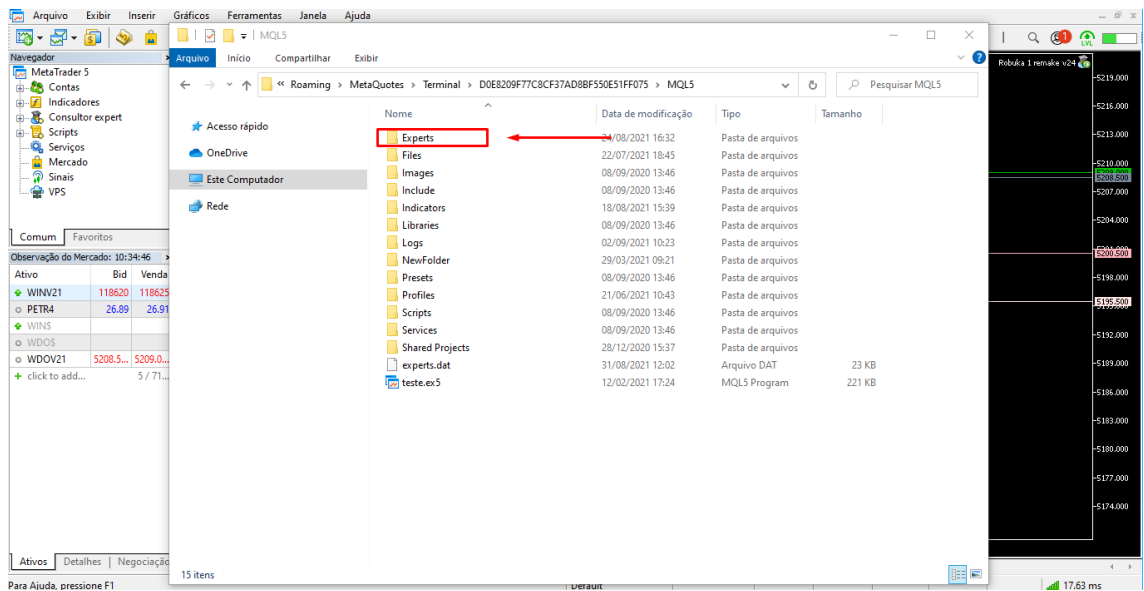 Arquivo Exibir Inserir Gráficos Ferramentas Janela Ajuda
MQL5
Navegador
MetaTrader 5
Contas
Indicadores
Consultor expert
Scripts
Serviços
Mercado
Sinais
VPS
Comum Favoritos
Observação do Mercado: 10:34:46
Ativo Bid Venda
WINV21 118620 118625
PETR4 26.89 26.91
WIN$
WDO$
WDOV21 5208.5... 5209.0...
click to add... 5 / 71...
Ativos Detalhes Negociação
Para Ajuda, pressione F1
Arquivo Início Compartilhar Exibir
« Roaming › MetaQuotes › Terminal › D0E8209F77C8CF37AD8BF550E51FF075 › MQL5
Pesquisar MQL5
Acesso rápido
OneDrive
Este Computador
Rede
Nome Data de modificação Tipo Tamanho
Experts 24/08/2021 16:32 Pasta de arquivos
Files 22/07/2021 18:45 Pasta de arquivos
Images 08/09/2020 13:46 Pasta de arquivos
Include 08/09/2020 13:46 Pasta de arquivos
Indicators 18/08/2021 15:39 Pasta de arquivos
Libraries 08/09/2020 13:46 Pasta de arquivos
Logs 02/09/2021 10:23 Pasta de arquivos
NewFolder 29/03/2021 09:21 Pasta de arquivos
Presets 08/09/2020 13:46 Pasta de arquivos
Profiles 21/06/2021 10:43 Pasta de arquivos
Scripts 08/09/2020 13:46 Pasta de arquivos
Services 08/09/2020 13:46 Pasta de arquivos
Shared Projects 28/12/2020 15:37 Pasta de arquivos
experts.dat 31/08/2021 12:02 Arquivo DAT 23 KB
teste.ex5 12/02/2021 17:24 MQL5 Program 221 KB
15 itens
Default
1
LVL
Robuka 1 remake v24
5219.000
5216.000
5213.000
5210.000
5208.500
5207.000
5204.000
5200.500
5198.000
5195.500
5192.000
5189.000
5186.000
5183.000
5180.000
5177.000
5174.000
17.63 ms